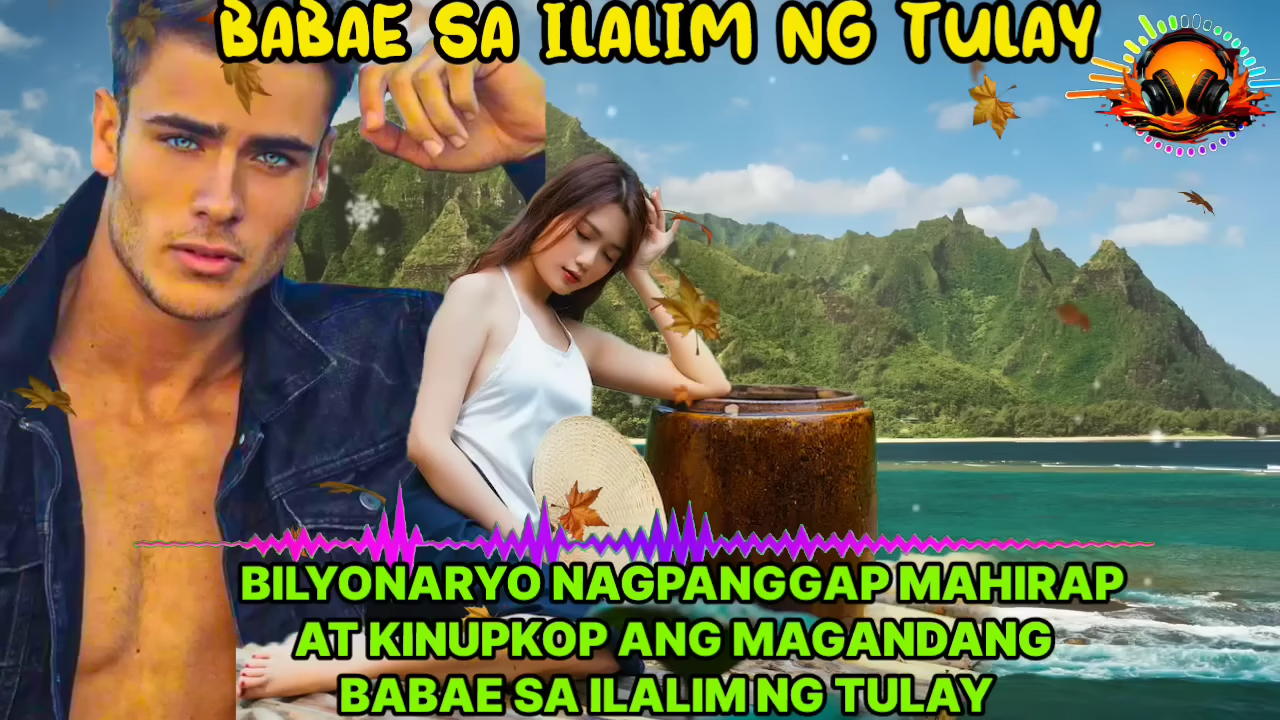 BABAE SA ILALIM NG TULAY
BILYONARYO NAGPANGGAP MAHIRAP
AT KINUPKOP ANG MAGANDANG
BABAE SA ILALIM NG TULAY